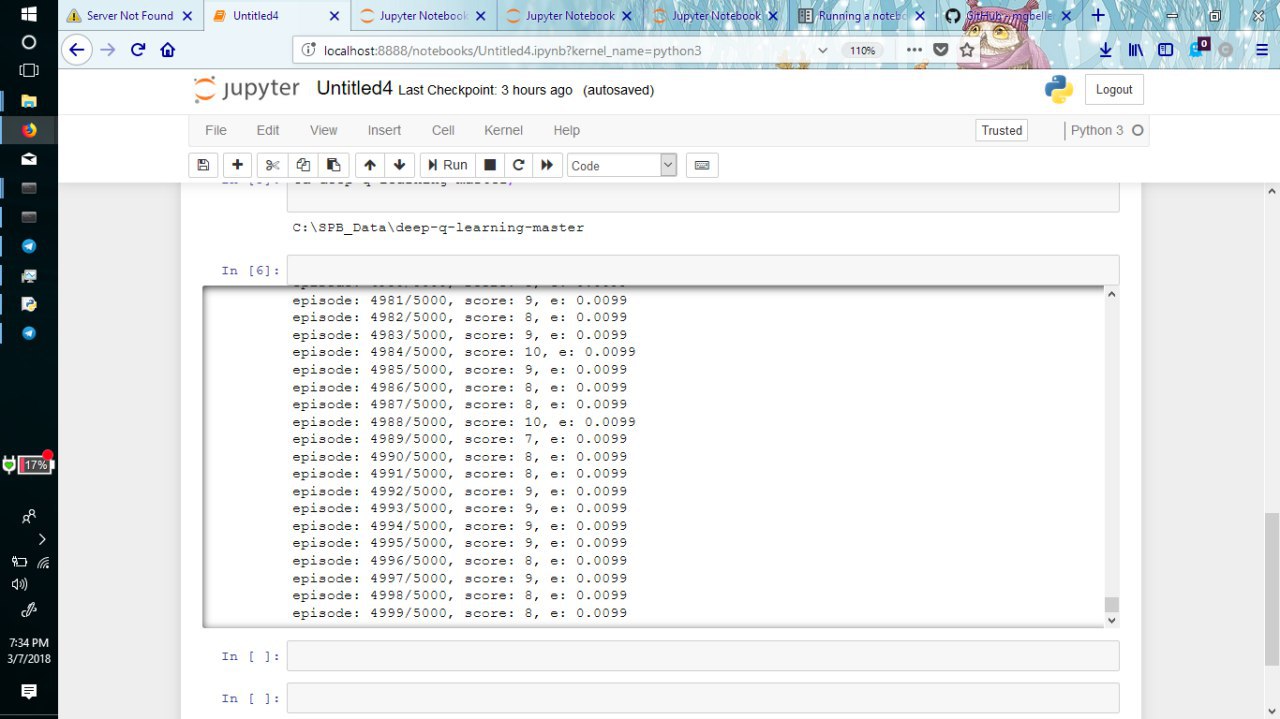 Server Not Found
Untitled4
Jupyter Notebook
Jupyter Notebook
Jupyter Notebook
Running a noteb
GitHub - mgbell
localhost:8888/notebooks/Untitled4.ipynb?kernel_name=python3
110%
0
jupyter Untitled4 Last Checkpoint: 3 hours ago (autosaved)
Logout
File Edit View Insert Cell Kernel Help
Trusted
Python 3
Run
Code
C:\SPB_Data\deep-q-learning-master
In [6]:
episode: 4981/5000, score: 9, e: 0.0099
episode: 4982/5000, score: 8, e: 0.0099
episode: 4983/5000, score: 9, e: 0.0099
episode: 4984/5000, score: 10, e: 0.0099
episode: 4985/5000, score: 9, e: 0.0099
episode: 4986/5000, score: 8, e: 0.0099
episode: 4987/5000, score: 8, e: 0.0099
episode: 4988/5000, score: 10, e: 0.0099
episode: 4989/5000, score: 7, e: 0.0099
episode: 4990/5000, score: 8, e: 0.0099
episode: 4991/5000, score: 8, e: 0.0099
episode: 4992/5000, score: 9, e: 0.0099
episode: 4993/5000, score: 9, e: 0.0099
episode: 4994/5000, score: 9, e: 0.0099
episode: 4995/5000, score: 9, e: 0.0099
episode: 4996/5000, score: 8, e: 0.0099
episode: 4997/5000, score: 9, e: 0.0099
episode: 4998/5000, score: 8, e: 0.0099
episode: 4999/5000, score: 8, e: 0.0099
In [ ]:
In [ ]:
17%
7:34 PM
3/7/2018